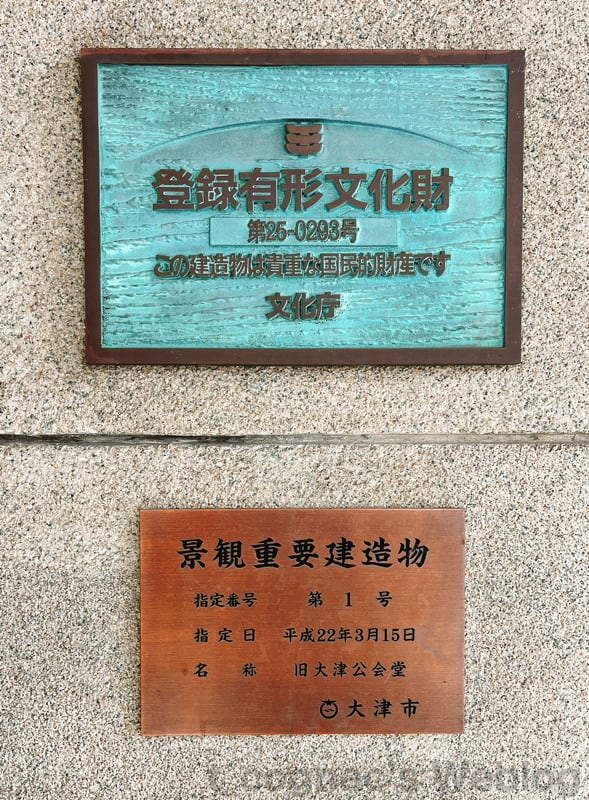 登録有形文化財
第25-0293号
この建造物は貴重な国民的財産です
文化庁
景観重要建造物
指定番号 第1号
指定日 平成22年3月15日
名称 旧大津公会堂
大津市
cognac's Weblog